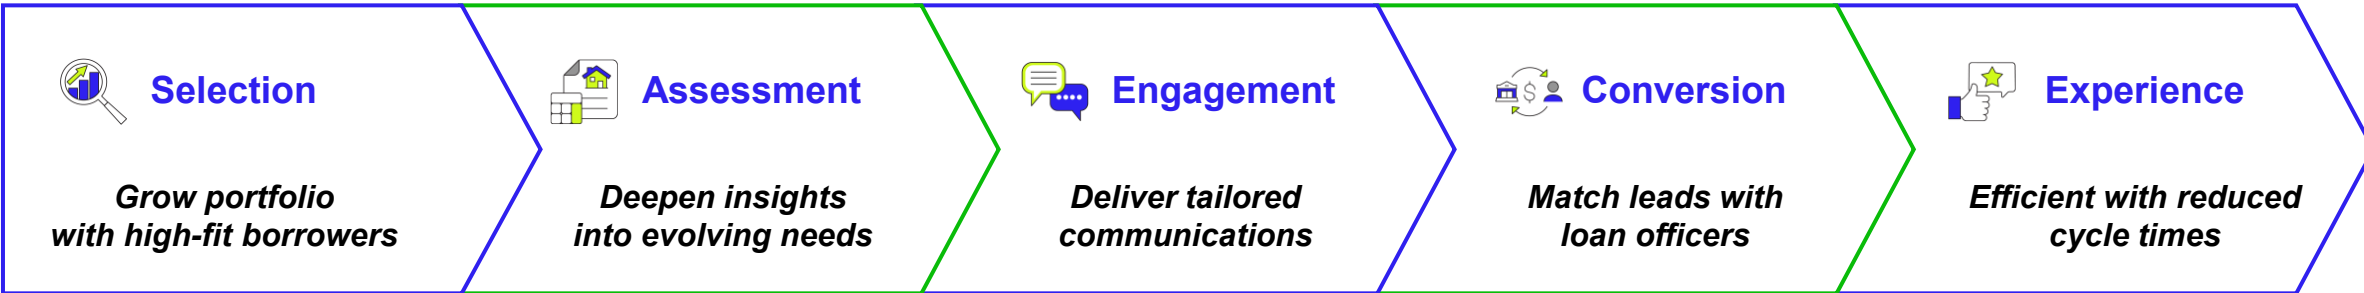 Selection
Grow portfolio
with high-fit borrowers
Assessment
Deepen insights
into evolving needs
Engagement
Deliver tailored
communications
$
Conversion
Match leads with
loan officers
Experience
Efficient with reduced
cycle times